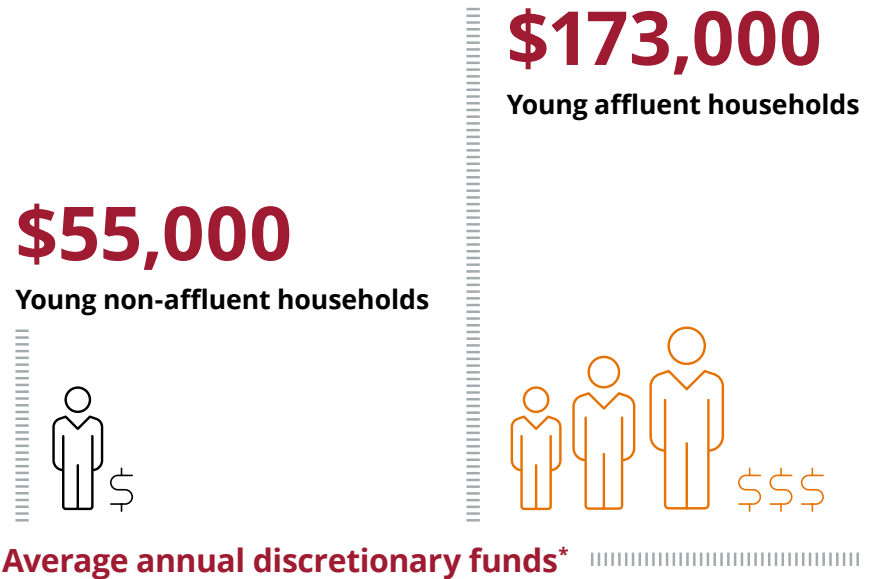 $173,000
Young affluent households
$55,000
Young non-affluent households
$
$$$
Average annual discretionary funds*